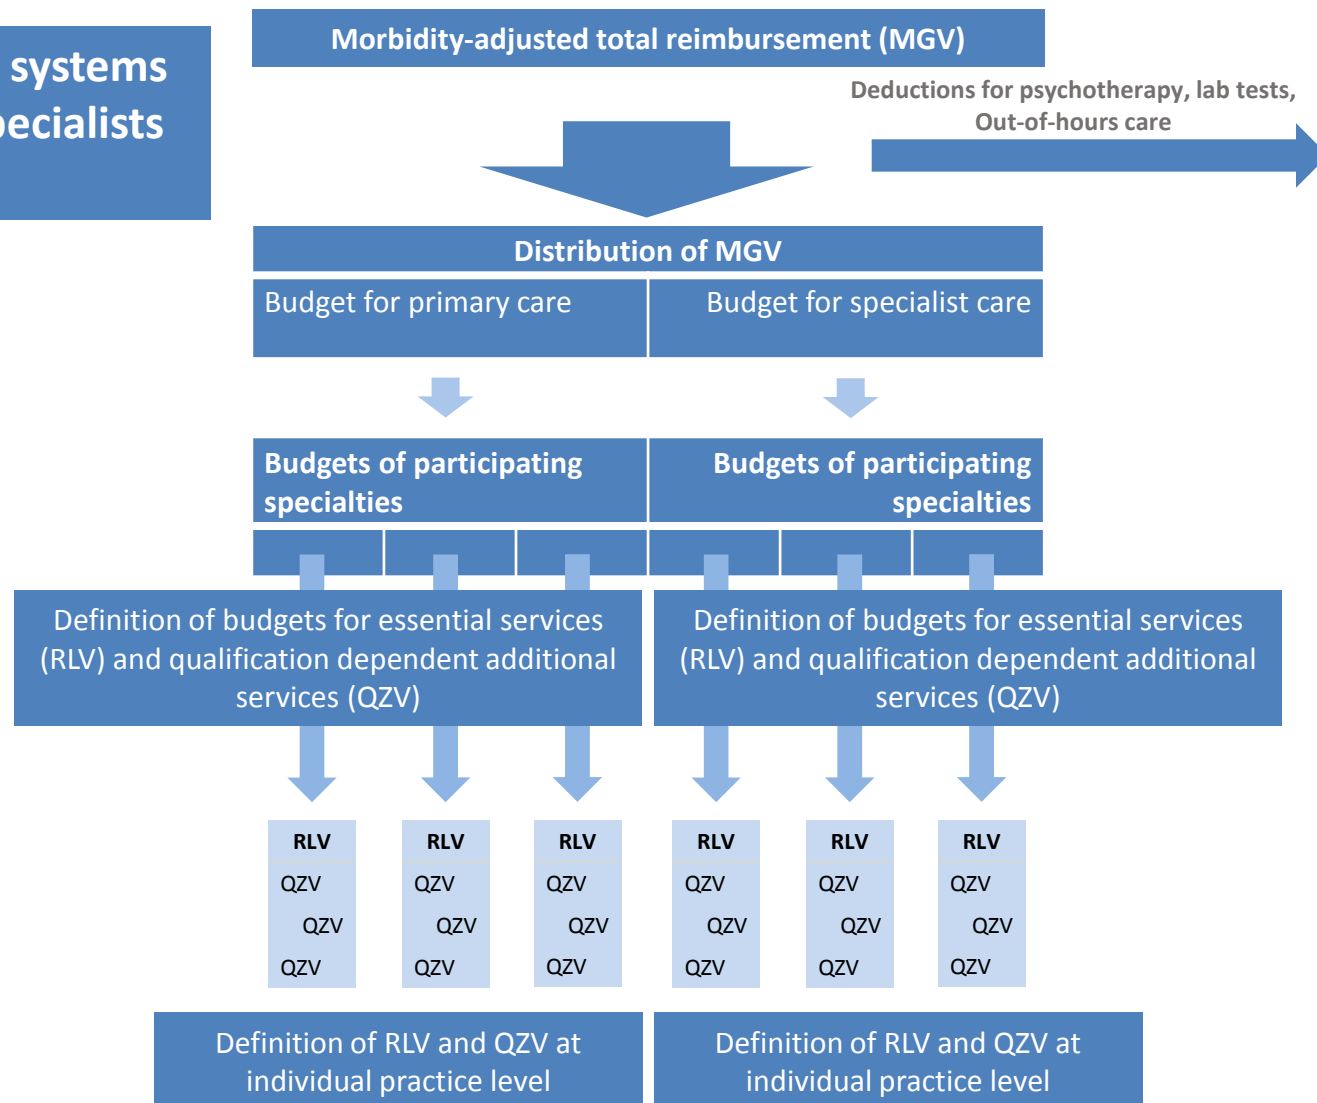 systems
Morbidity-adjusted total reimbursement (MGV)
Deductions for psychotherapy, lab tests,
Out-of-hours care
Distribution of MGV
Budget for primary care
Budget for specialist care
Budgets of participating
specialties
Budgets of participating
specialties
Definition of budgets for essential services
(RLV) and qualification dependent additional
services (QZV)
Definition of budgets for essential services
(RLV) and qualification dependent additional
services (QZV)
RLV RLV RLV RLV RLV RLV
QZV QZV QZV QZV QZV QZV
QZV QZV QZV QZV QZV QZV
QZV QZV QZV QZV QZV QZV
Definition of RLV and QZV at
individual practice level
Definition of RLV and QZV at
individual practice level